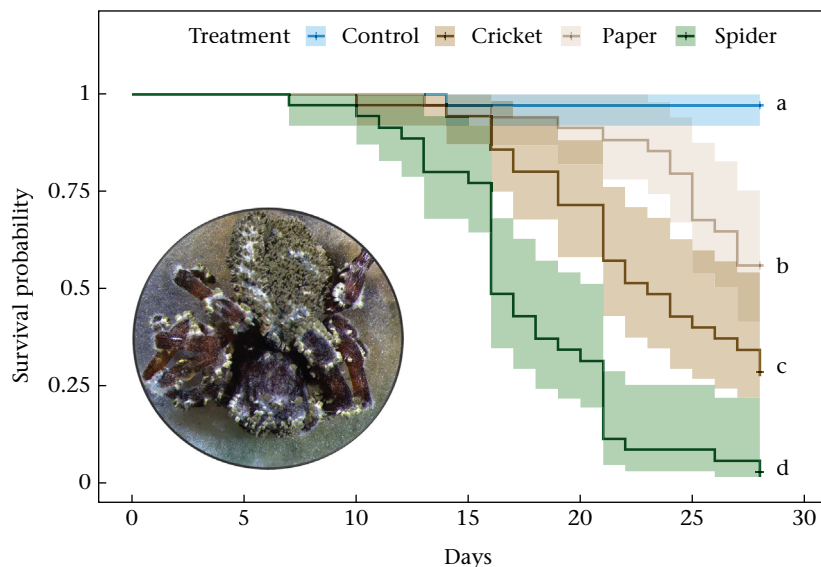 Treatment Control Cricket Paper Spider
1
0.75
0.5
0.25
0
Survival probability
a
b
c
d
0 5 10 15 20 25 30
Days